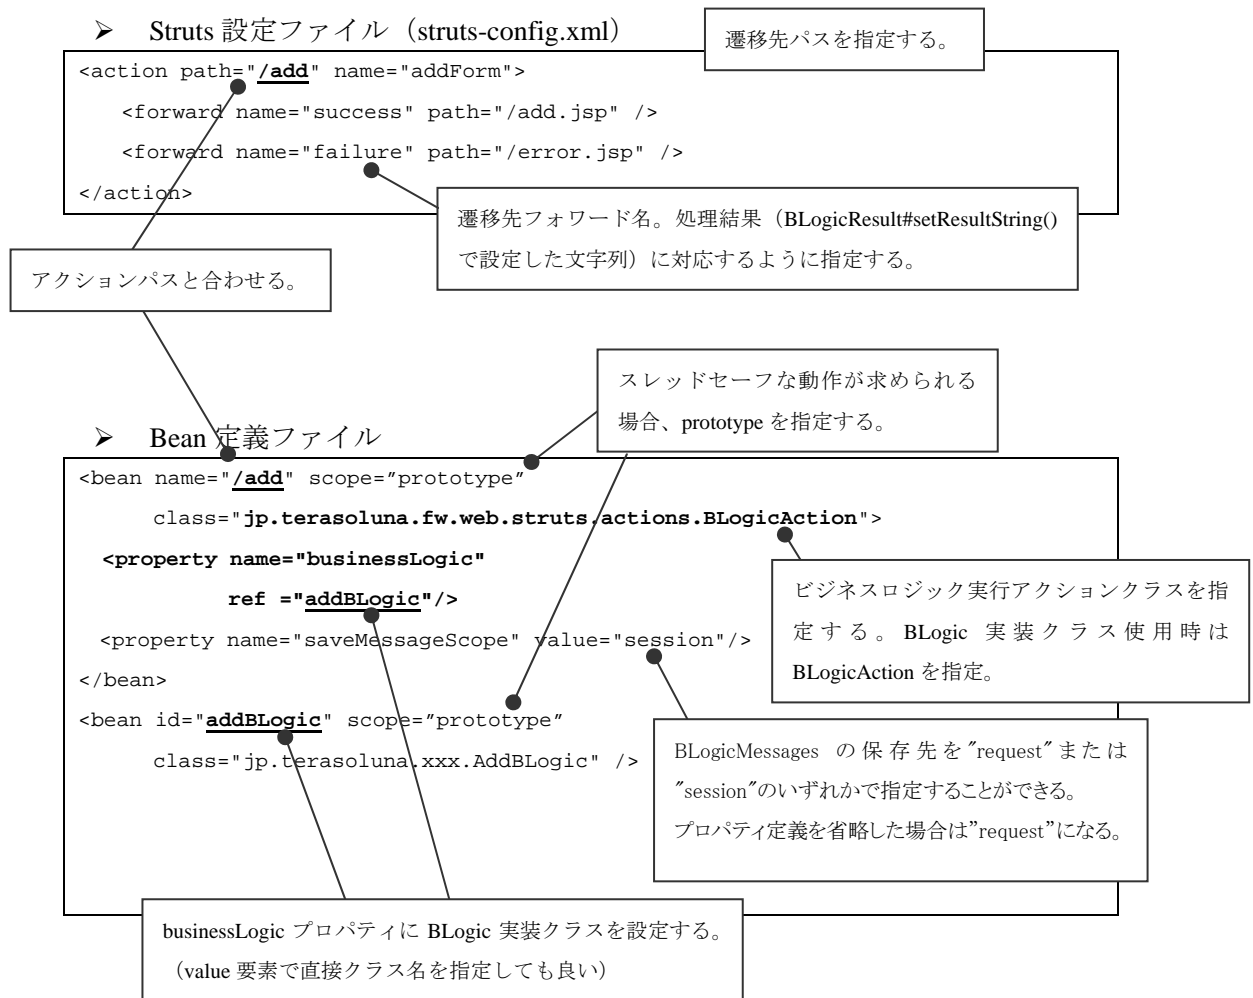 ➢ Struts 設定ファイル（struts-config.xml）
遷移先パスを指定する。
<action path="/add" name="addForm">
<forward name="success" path="/add.jsp" />
<forward name="failure" path="/error.jsp" />
</action>
遷移先フォワード名。処理結果（BLogicResult#setResultString()
で設定した文字列）に対応するように指定する。
アクションパスと合わせる。
スレッドセーフな動作が求められる
場合、prototype を指定する。
➢ Bean 定義ファイル
<bean name="/add" scope=”prototype”
class="jp.terasoluna.fw.web.struts.actions.BLogicAction">
<property name="businessLogic"
ref ="addBLogic"/>
<property name="saveMessageScope" value="session"/>
</bean>
<bean id="addBLogic" scope=”prototype”
class="jp.terasoluna.xxx.AddBLogic" />
ビジネスロジック実行アクションクラスを指
定する。BLogic 実装クラス使用時は
BLogicAction を指定。
BLogicMessages の保存先を"request"または
"session"のいずれかで指定することができる。
プロパティ定義を省略した場合は”request”になる。
businessLogic プロパティに BLogic 実装クラスを設定する。
（value 要素で直接クラス名を指定しても良い）